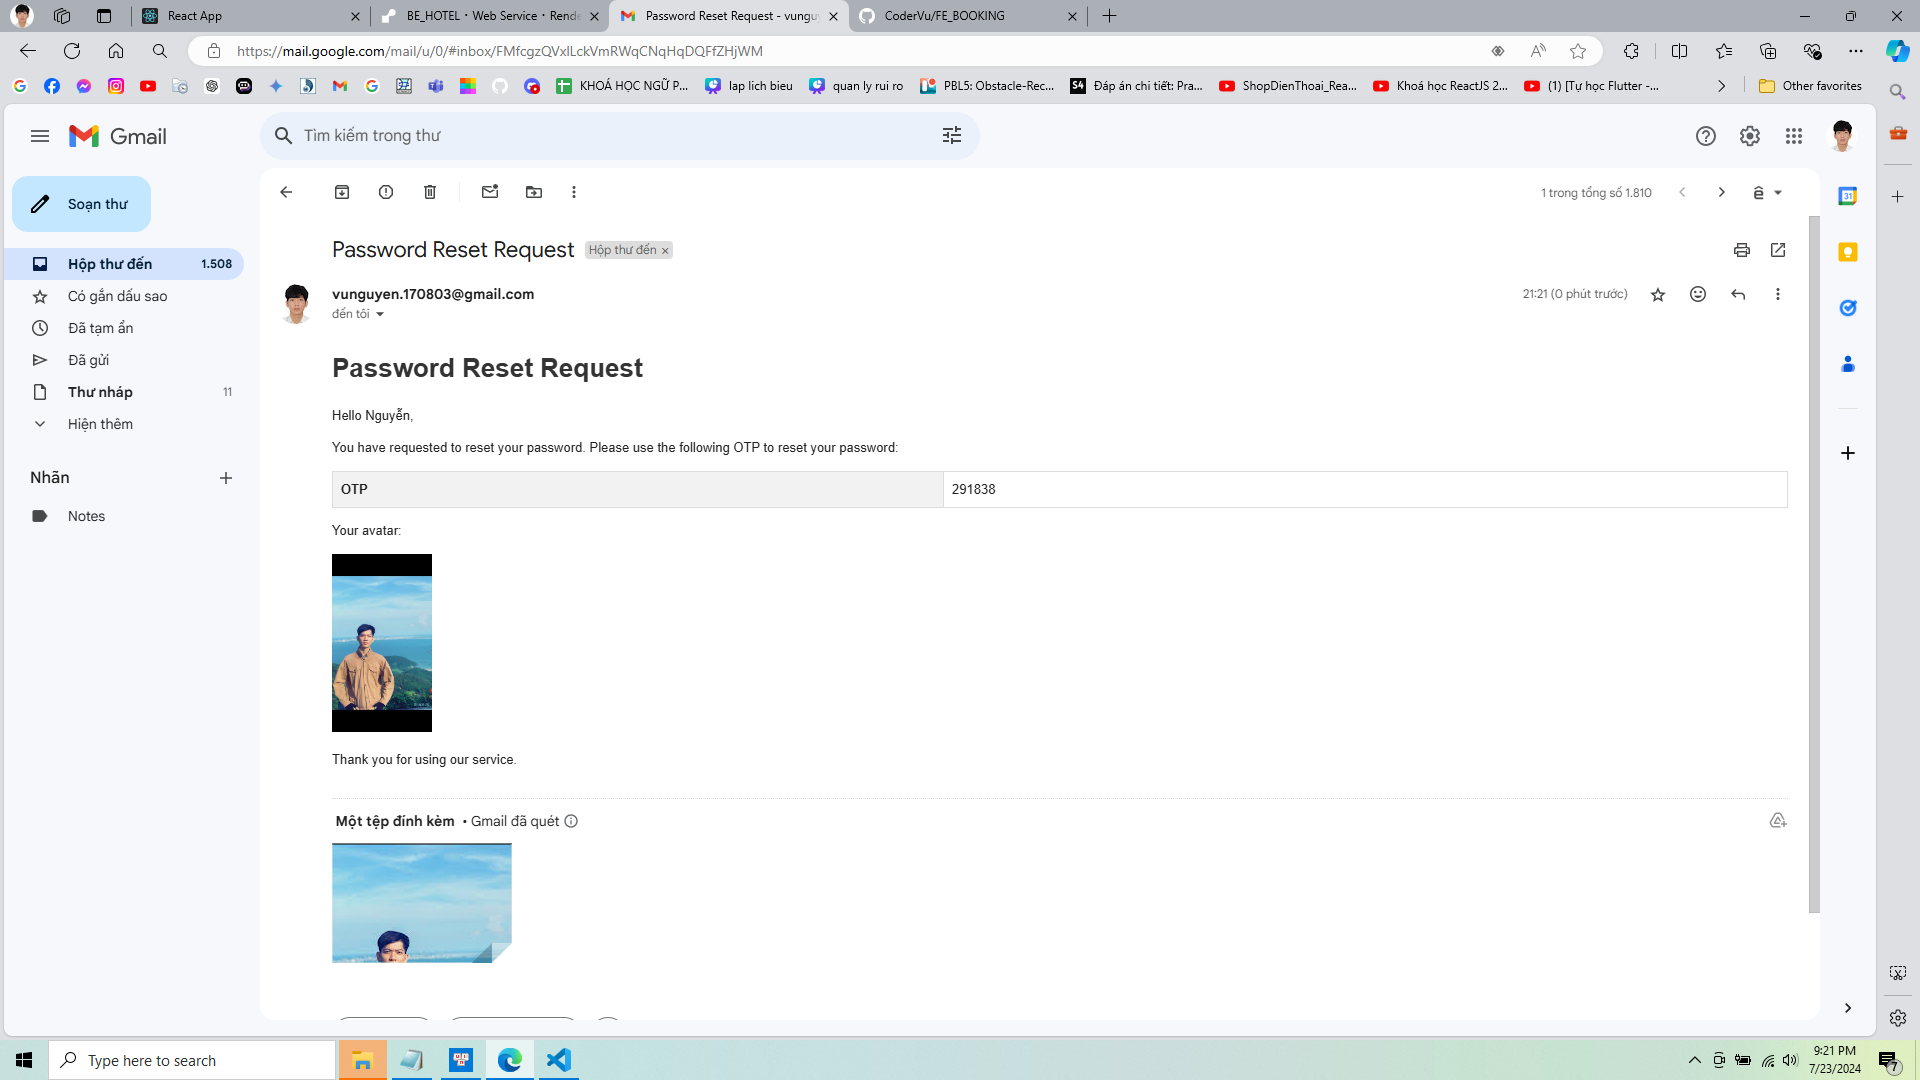 React App
BE_HOTEL · Web Service · Rende
Password Reset Request - vungu
CoderVu/FE_BOOKING
https://mail.google.com/mail/u/0/#inbox/FMfcgzQVxlLckVmRWqCNqHqDQFfZHjWM
KHOÁ HỌC NGỮ P...
lap lich bieu
quan ly rui ro
PBL5: Obstacle-Rec...
S4
Đáp án chi tiết: Pra...
ShopDienThoai_Rea...
Khoá học ReactJS 2...
(1) [Tự học Flutter -...
Other favorites
Gmail
Tìm kiếm trong thư
Soạn thư
1 trong tổng số 1.810
Hộp thư đến 1.508
Có gắn dấu sao
Đã tạm ẩn
Đã gửi
Thư nháp 11
Hiện thêm
Nhãn
Notes
Password Reset Request
Hộp thư đến ×
vunguyen.170803@gmail.com
21:21 (0 phút trước)
đến tôi
Password Reset Request
Hello Nguyễn,
You have requested to reset your password. Please use the following OTP to reset your password:
OTP 291838
Your avatar:
Thank you for using our service.
Một tệp đính kèm • Gmail đã quét
31
Type here to search
9:21 PM
7/23/2024
7